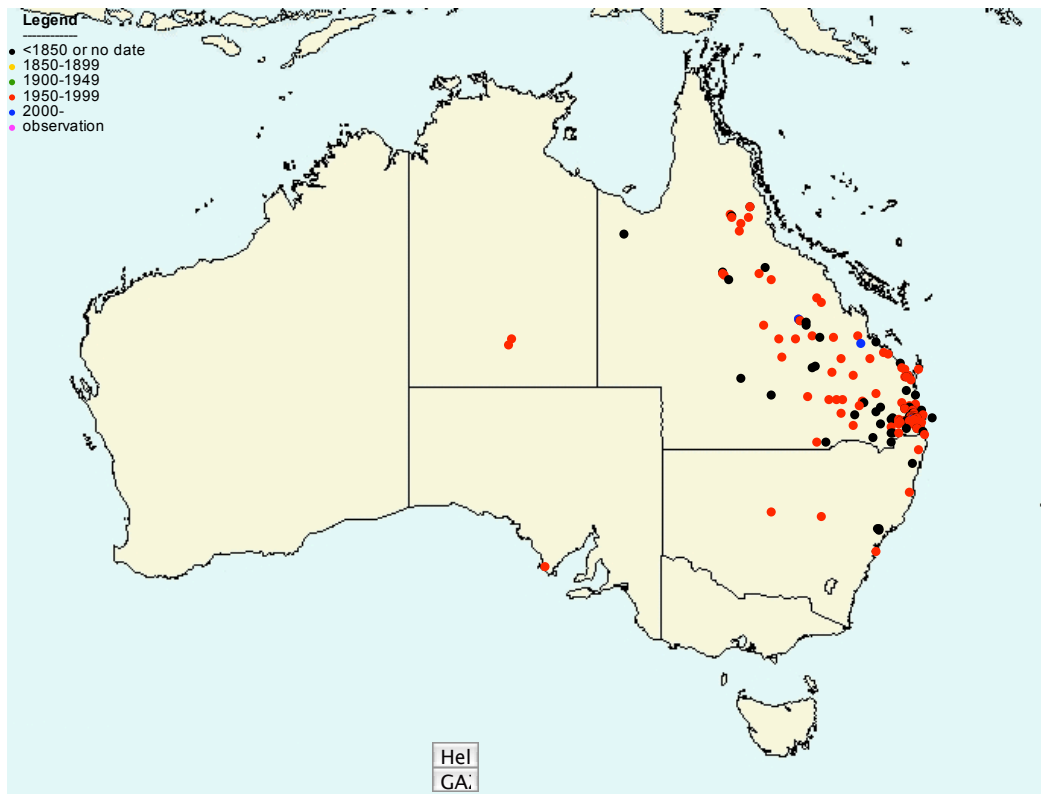 Legend
------------
<1850 or no date
1850-1899
1900-1949
1950-1999
2000-
observation
Hel
GA